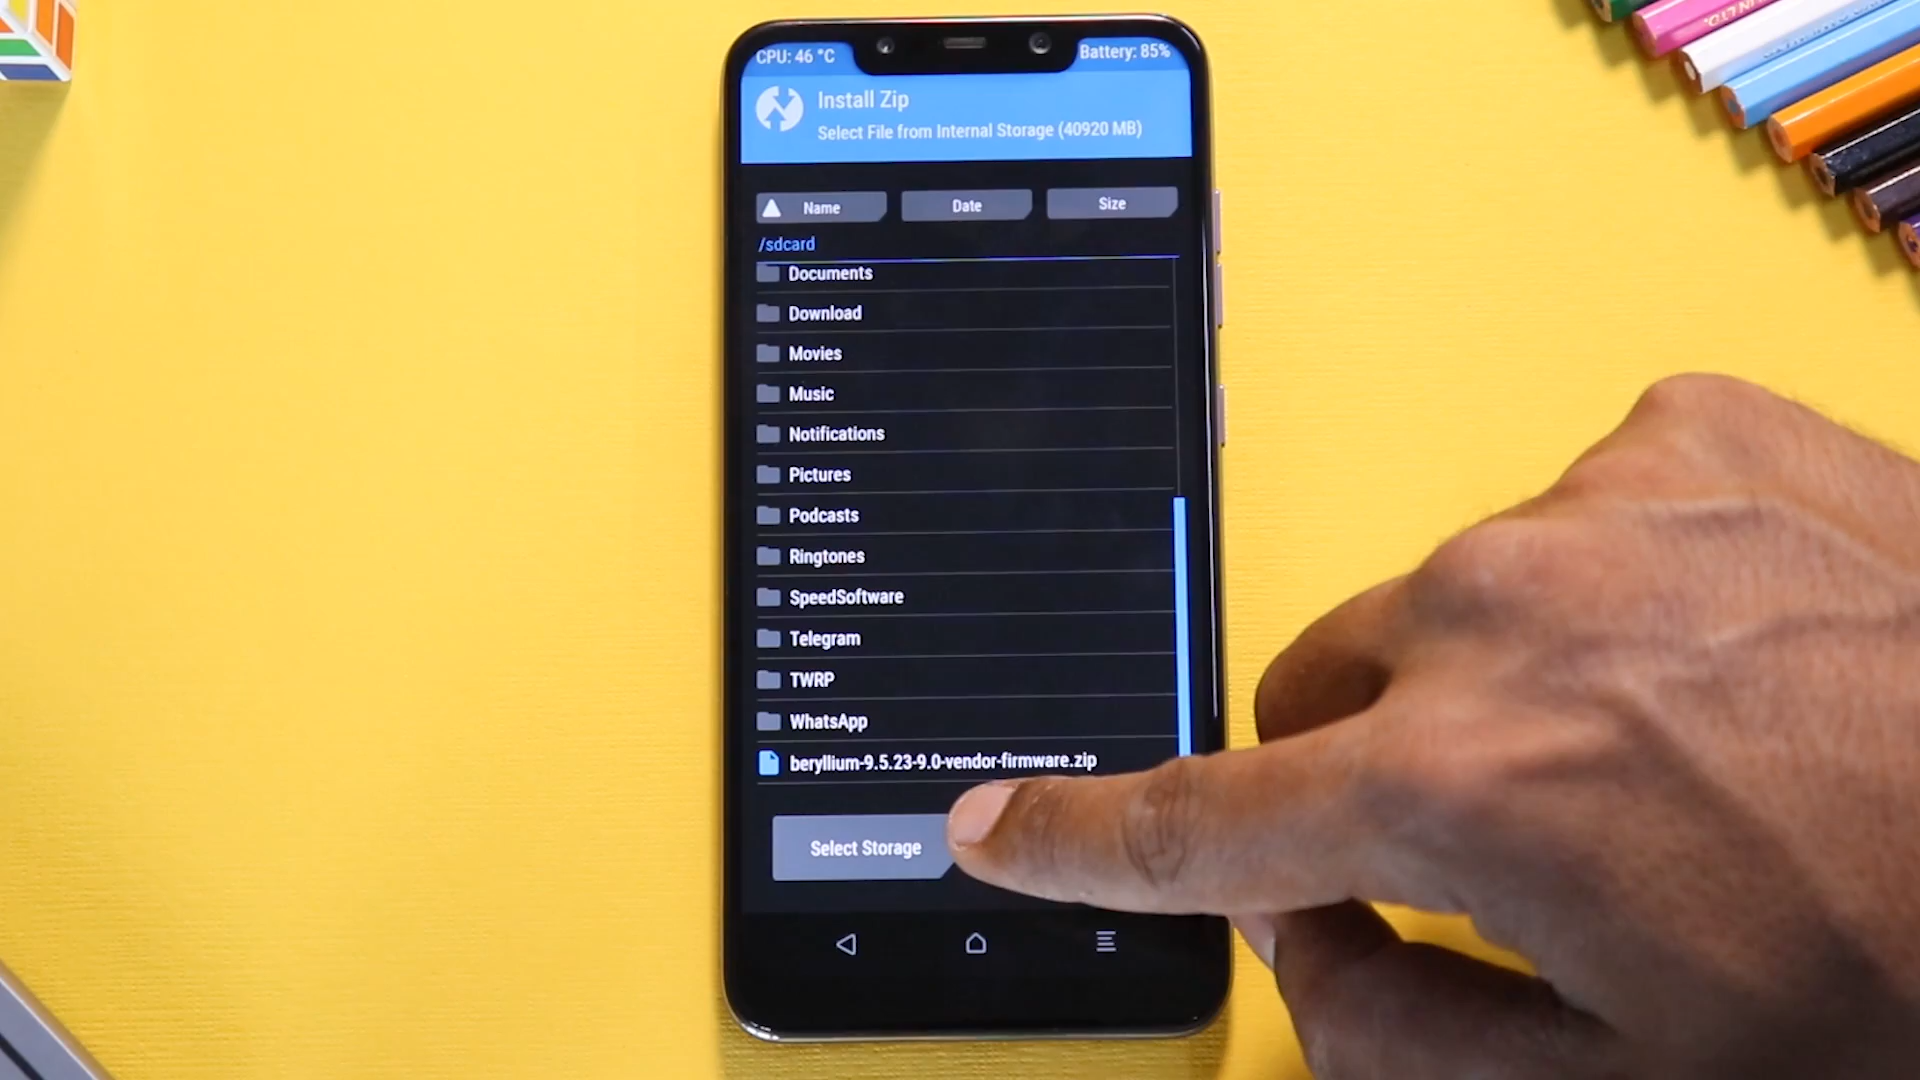 CPU: 46 °C
Battery: 85%
Install Zip
Select File from Internal Storage (40920 MB)
Name
Date
Size
/sdcard
Documents
Download
Movies
Music
Notifications
Pictures
Podcasts
Ringtones
SpeedSoftware
Telegram
TWRP
WhatsApp
beryllium-9.5.23-9.0-vendor-firmware.zip
Select Storage